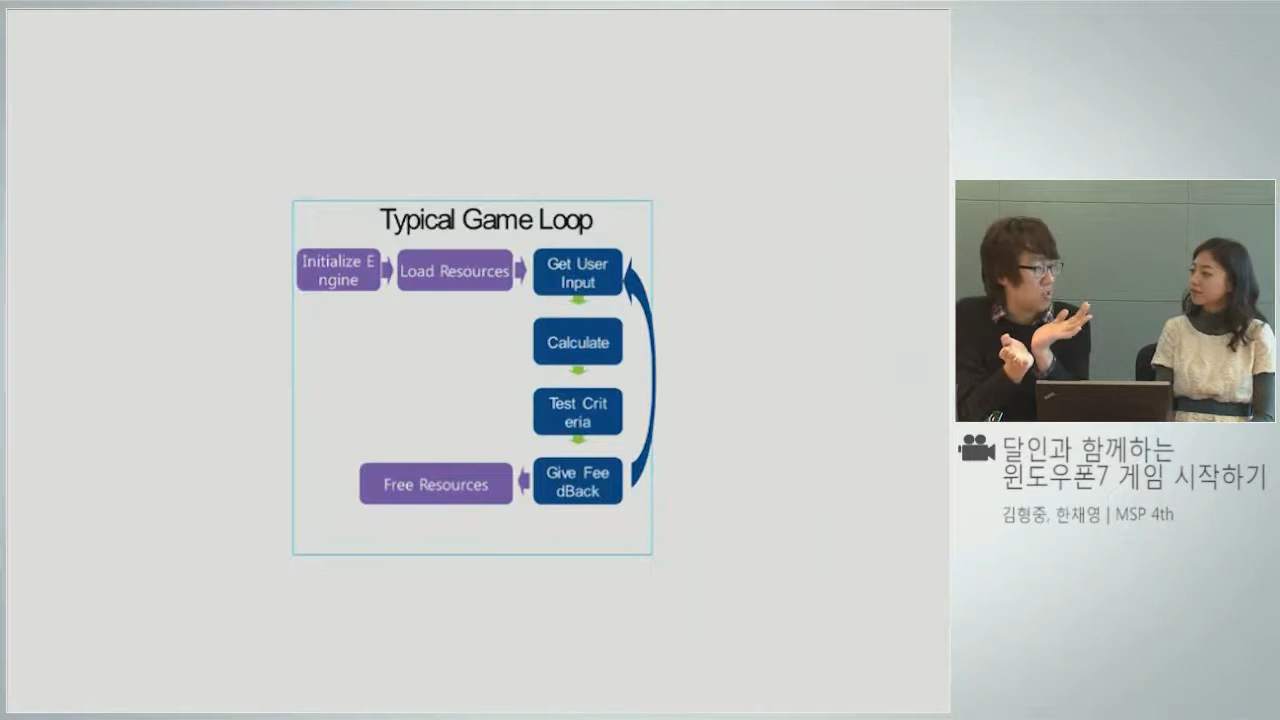 Typical Game Loop
Initialize E
ngine
Load Resources
Get User
Input
Calculate
Test Crit
eria
Give Fee
dBack
Free Resources
달인과 함께하는
윈도우폰7 게임 시작하기
김형중, 한채영 | MSP 4th